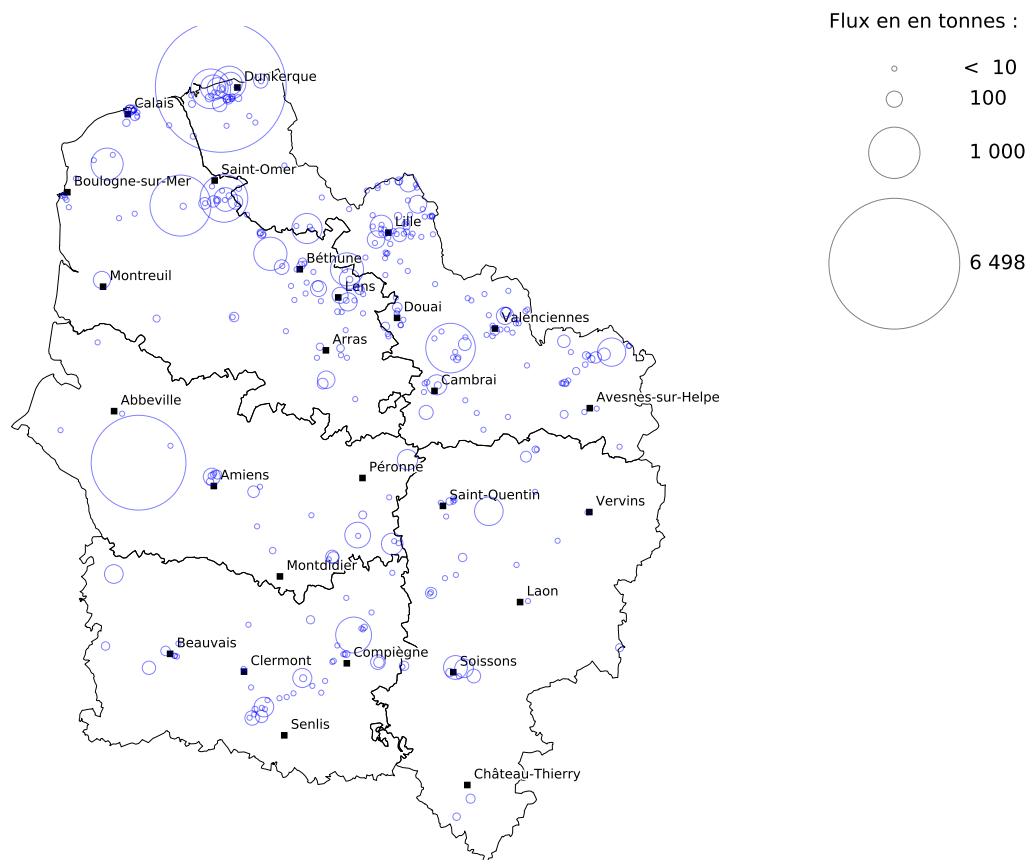 Flux en en tonnes :
< 10
100
1 000
6 498
Dunkerque
Calais
Saint-Omer
Boulogne-sur-Mer
Lille
Béthune
Montreuil
Lens
Douai
Valenciennes
Arras
Cambrai
Avesnes-sur-Helpe
Abbeville
Péronne
Amiens
Saint-Quentin
Vervins
Montdidier
Laon
Beauvais
Compiègne
Clermont
Soissons
Senlis
Château-Thierry